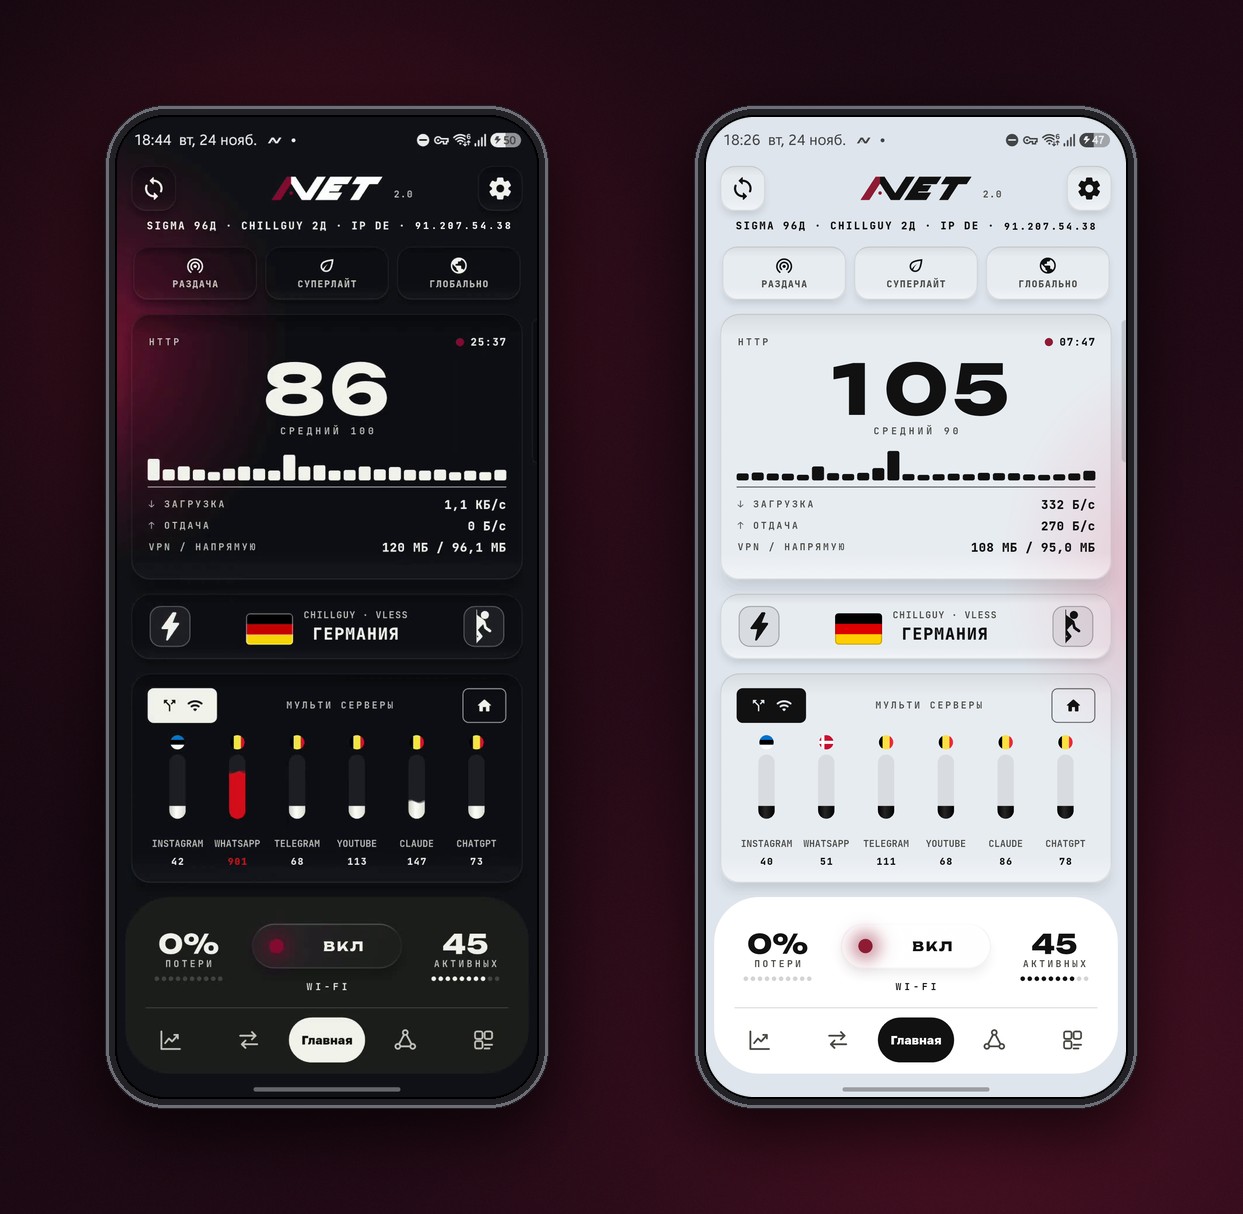 18:44 вт, 24 нояб.
50
NET 2.0
SIGMA 96Д · CHILLGUY 2Д · IP DE · 91.207.54.38
РАЗДАЧА
СУПЕРЛАЙТ
ГЛОБАЛЬНО
HTTP
25:37
86
СРЕДНИЙ 100
↓ ЗАГРУЗКА 1,1 КБ/с
↑ ОТДАЧА 0 Б/с
VPN / НАПРЯМУЮ 120 МБ / 96,1 МБ
CHILLGUY · VLESS
ГЕРМАНИЯ
МУЛЬТИ СЕРВЕРЫ
INSTAGRAM WHATSAPP TELEGRAM YOUTUBE CLAUDE CHATGPT
42 901 68 113 147 73
0% ВКЛ 45
ПОТЕРИ АКТИВНЫХ
WI-FI
Главная
18:26 вт, 24 нояб.
47
NET 2.0
SIGMA 96Д · CHILLGUY 2Д · IP DE · 91.207.54.38
РАЗДАЧА
СУПЕРЛАЙТ
ГЛОБАЛЬНО
HTTP
07:47
105
СРЕДНИЙ 90
↓ ЗАГРУЗКА 332 Б/с
↑ ОТДАЧА 270 Б/с
VPN / НАПРЯМУЮ 108 МБ / 95,0 МБ
CHILLGUY · VLESS
ГЕРМАНИЯ
МУЛЬТИ СЕРВЕРЫ
INSTAGRAM WHATSAPP TELEGRAM YOUTUBE CLAUDE CHATGPT
40 51 111 68 86 78
0% ВКЛ 45
ПОТЕРИ АКТИВНЫХ
WI-FI
Главная